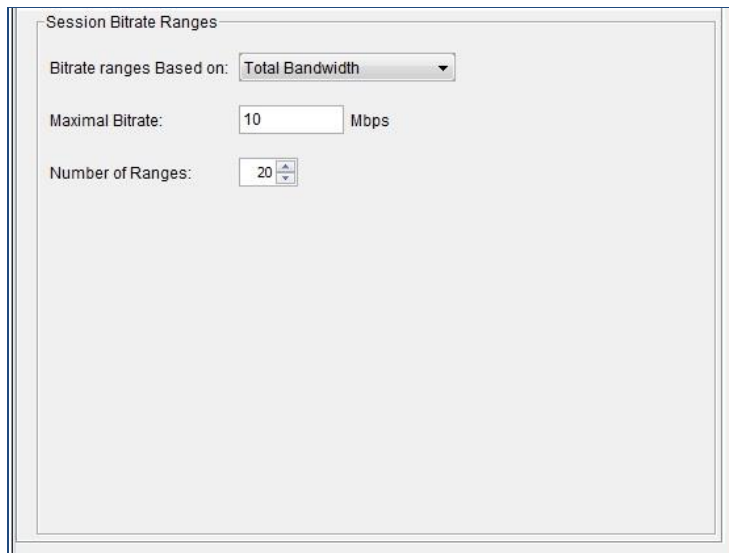 Session Bitrate Ranges
Bitrate ranges Based on: Total Bandwidth
Maximal Bitrate: 10 Mbps
Number of Ranges: 20